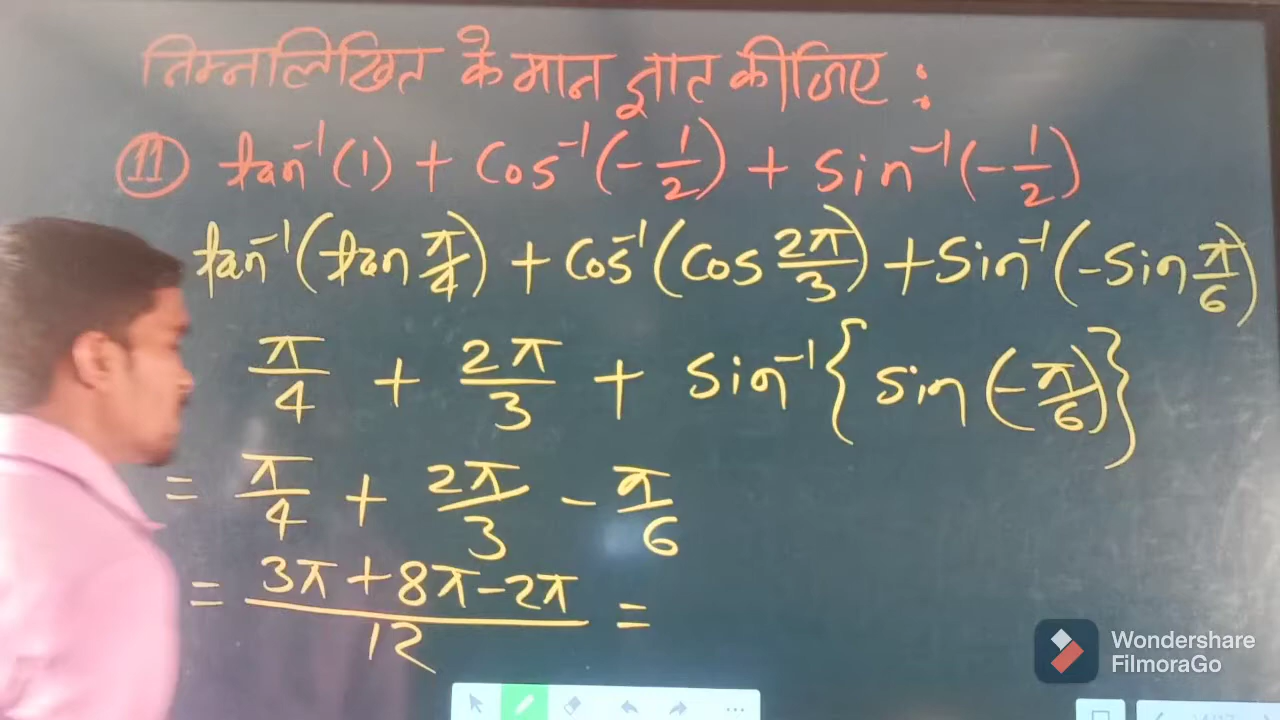 निम्नलिखित के मान ज्ञात कीजिए :
⑪ tan⁻¹(1) + Cos⁻¹(-1/2) + Sin⁻¹(-1/2)
tan⁻¹(tan π/4) + Cos⁻¹(Cos 2π/3) + Sin⁻¹(-Sin π/6)
π/4 + 2π/3 + Sin⁻¹{Sin(-π/6)}
= π/4 + 2π/3 - π/6
= 3π+8π-2π/12 =
Wondershare
FilmoraGo